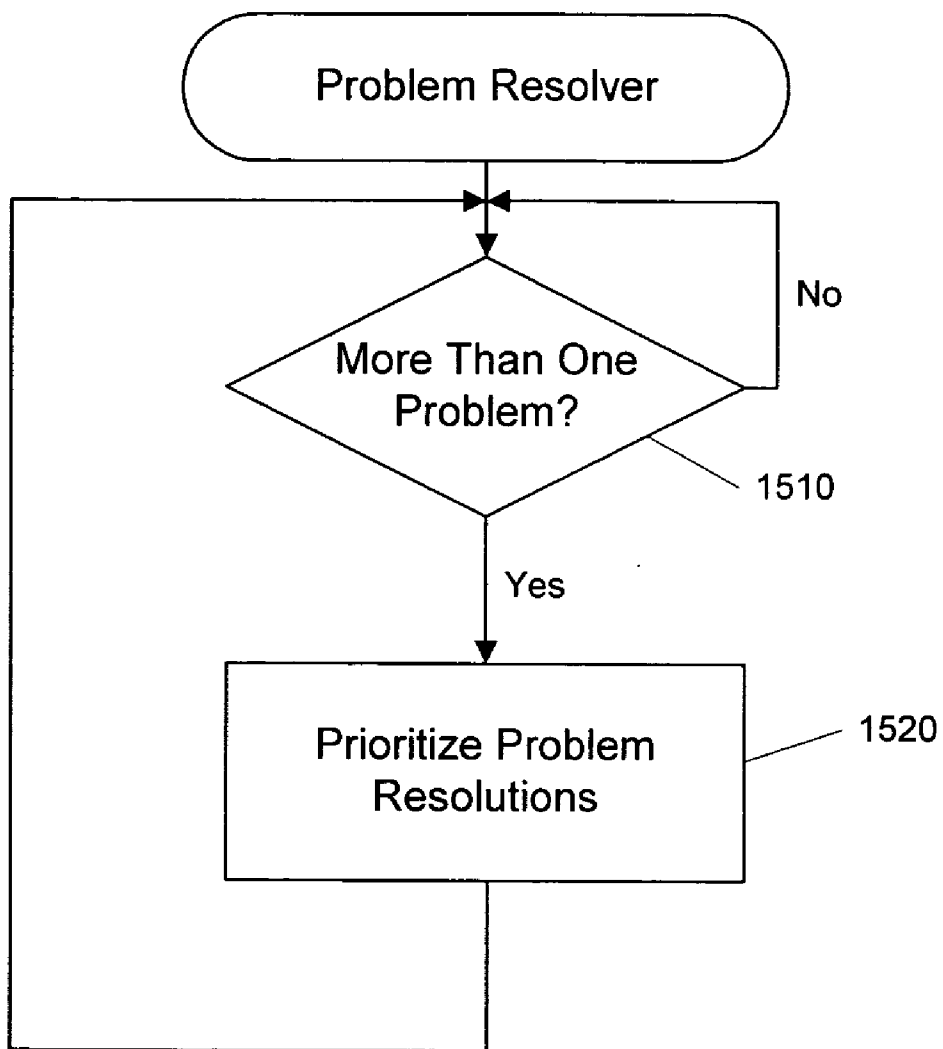 Problem Resolver
No
More Than One
Problem?
1510
Yes
Prioritize Problem
Resolutions
1520